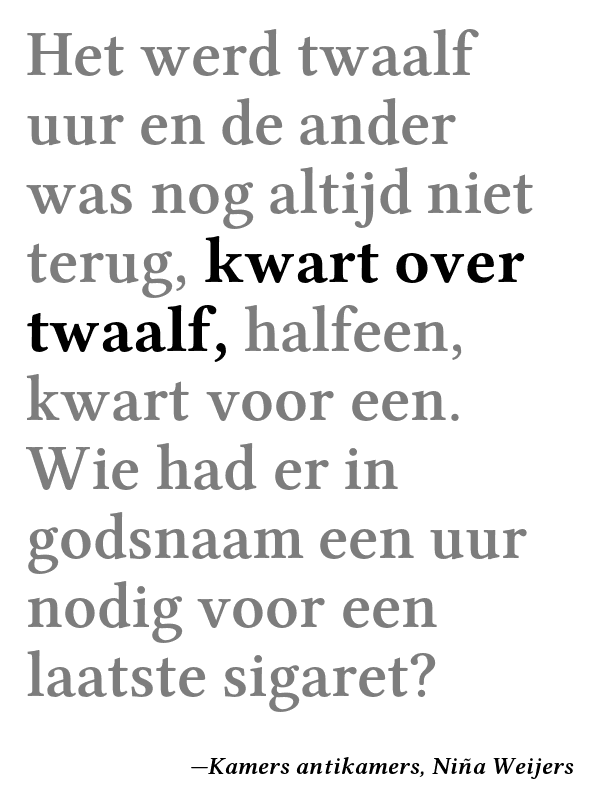 Het werd twaalf
uur en de ander
was nog altijd niet
terug, kwart over
twaalf, halfeen,
kwart voor een.
Wie had er in
godsnaam een uur
nodig voor een
laatste sigaret?
—Kamers antikamers, Niña Weijers